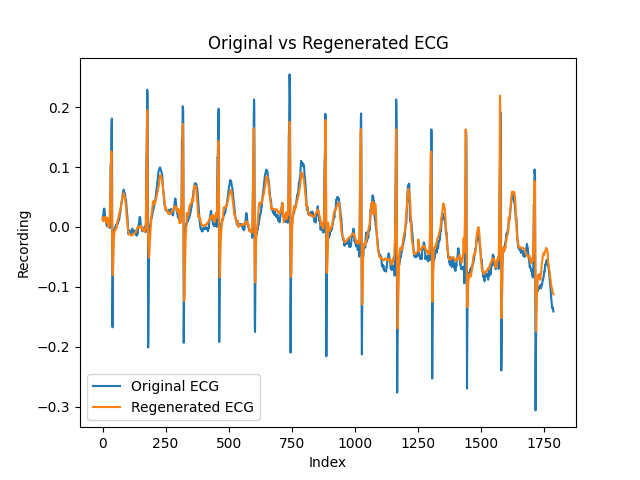 Original vs Regenerated ECG
Recording
0.2
0.1
0.0
−0.1
−0.2
−0.3
Original ECG
Regenerated ECG
0 250 500 750 1000 1250 1500 1750
Index